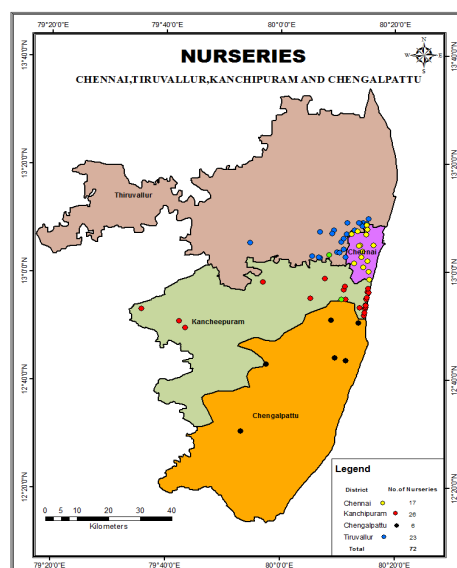 79°20'0"E 79°40'0"E 80°0'0"E 80°20'0"E
NURSERIES
CHENNAI,TIRUVALLUR,KANCHIPURAM AND CHENGALPATTU
N
W E
S
13°40'0"N 13°40'0"N
13°20'0"N 13°20'0"N
Thiruvallur
Chennai
13°0'0"N 13°0'0"N
Kancheepuram
12°40'0"N 12°40'0"N
Chengalpattu
12°20'0"N 12°20'0"N
Legend
District No.of Nurseries
Chennai 17
Kanchipuram 26
Chengalpattu 6
Tiruvallur 23
Total 72
0 5 10 20 30 40
Kilometers
79°20'0"E 79°40'0"E 80°0'0"E 80°20'0"E